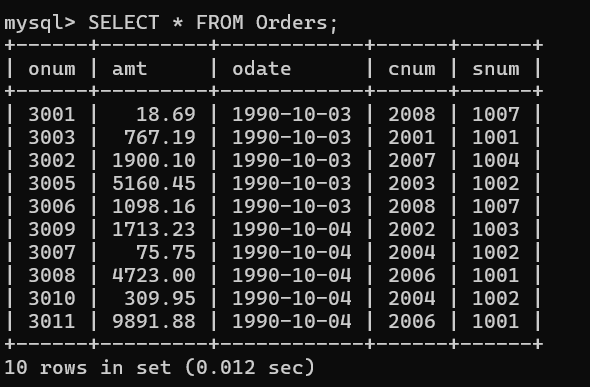 mysql> SELECT * FROM Orders;
+------+---------+------------+------+------+
| onum | amt     | odate      | cnum | snum |
+------+---------+------------+------+------+
| 3001 |   18.69 | 1990-10-03 | 2008 | 1007 |
| 3003 |  767.19 | 1990-10-03 | 2001 | 1001 |
| 3002 | 1900.10 | 1990-10-03 | 2007 | 1004 |
| 3005 | 5160.45 | 1990-10-03 | 2003 | 1002 |
| 3006 | 1098.16 | 1990-10-03 | 2008 | 1007 |
| 3009 | 1713.23 | 1990-10-04 | 2002 | 1003 |
| 3007 |   75.75 | 1990-10-04 | 2004 | 1002 |
| 3008 | 4723.00 | 1990-10-04 | 2006 | 1001 |
| 3010 |  309.95 | 1990-10-04 | 2004 | 1002 |
| 3011 | 9891.88 | 1990-10-04 | 2006 | 1001 |
+------+---------+------------+------+------+
10 rows in set (0.012 sec)